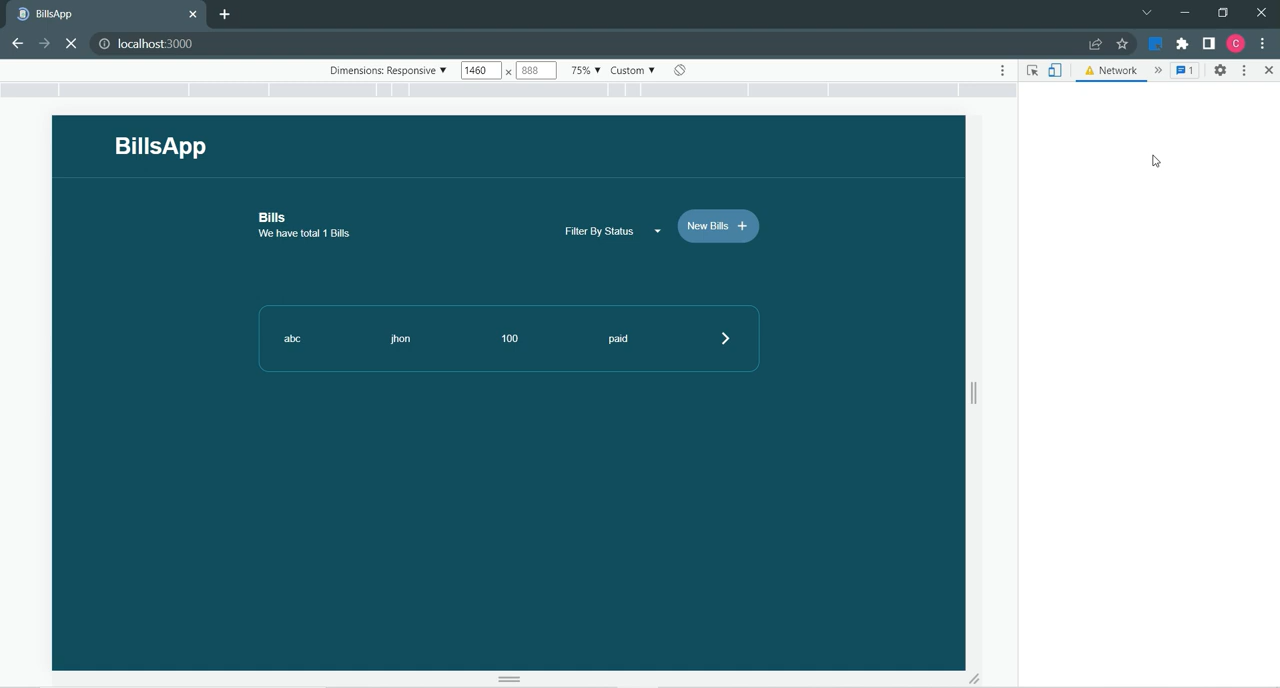 BillsApp
localhost:3000
Dimensions: Responsive ▼ 1460 x 888 75% ▼ Custom ▼
Network » 1
BillsApp
Bills
We have total 1 Bills
Filter By Status
New Bills +
abc jhon 100 paid
C